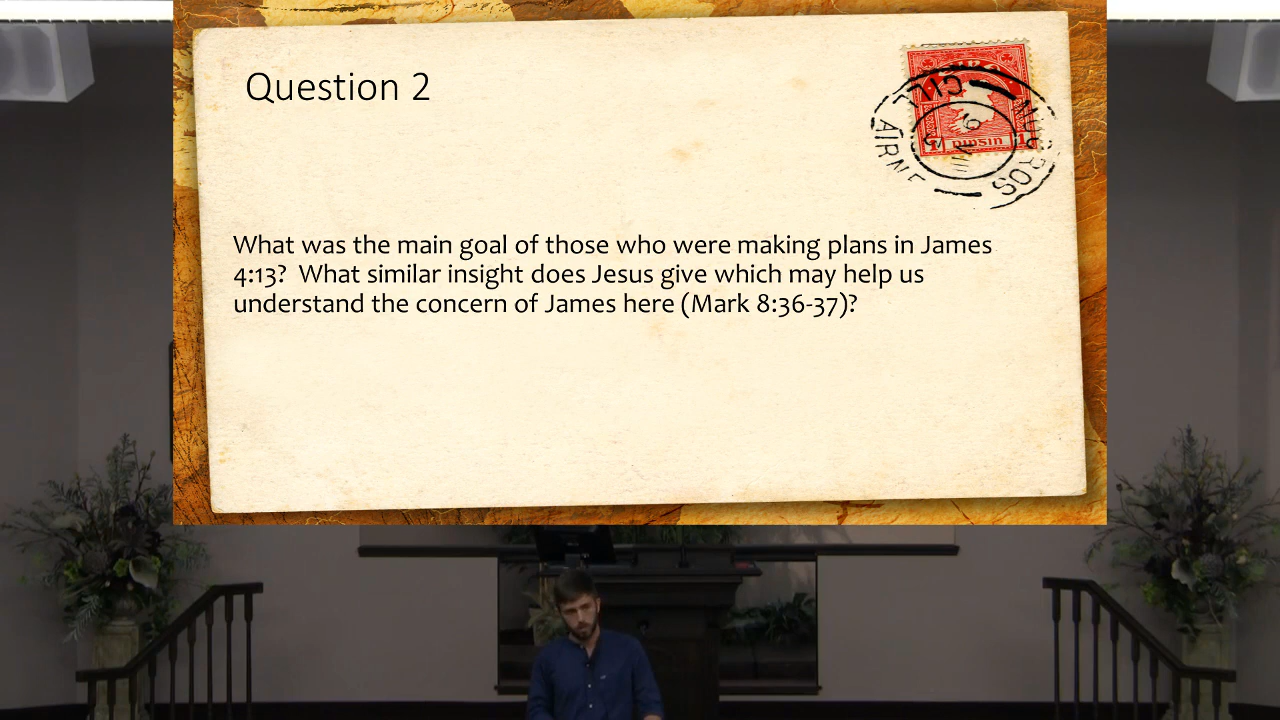 Question 2
What was the main goal of those who were making plans in James
4:13?  What similar insight does Jesus give which may help us
understand the concern of James here (Mark 8:36-37)?
PINSIN